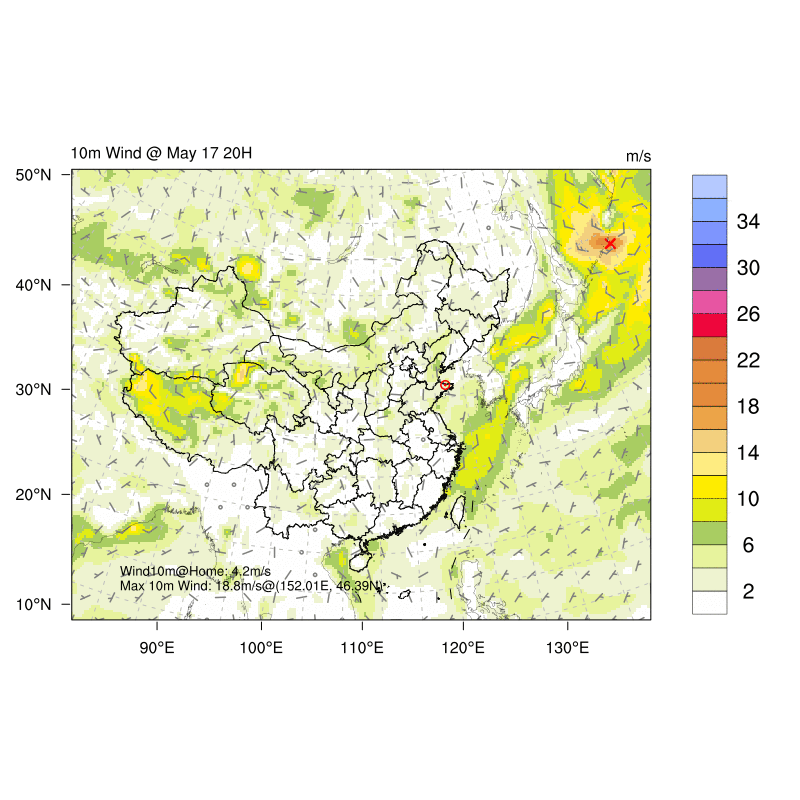 10m Wind @ May 17 20H
m/s
50°N
40°N
30°N
20°N
10°N
34
30
26
22
18
14
10
6
2
Wind10m@Home: 4.2m/s
Max 10m Wind: 18.8m/s@(152.01E, 46.39N)
90°E
100°E
110°E
120°E
130°E